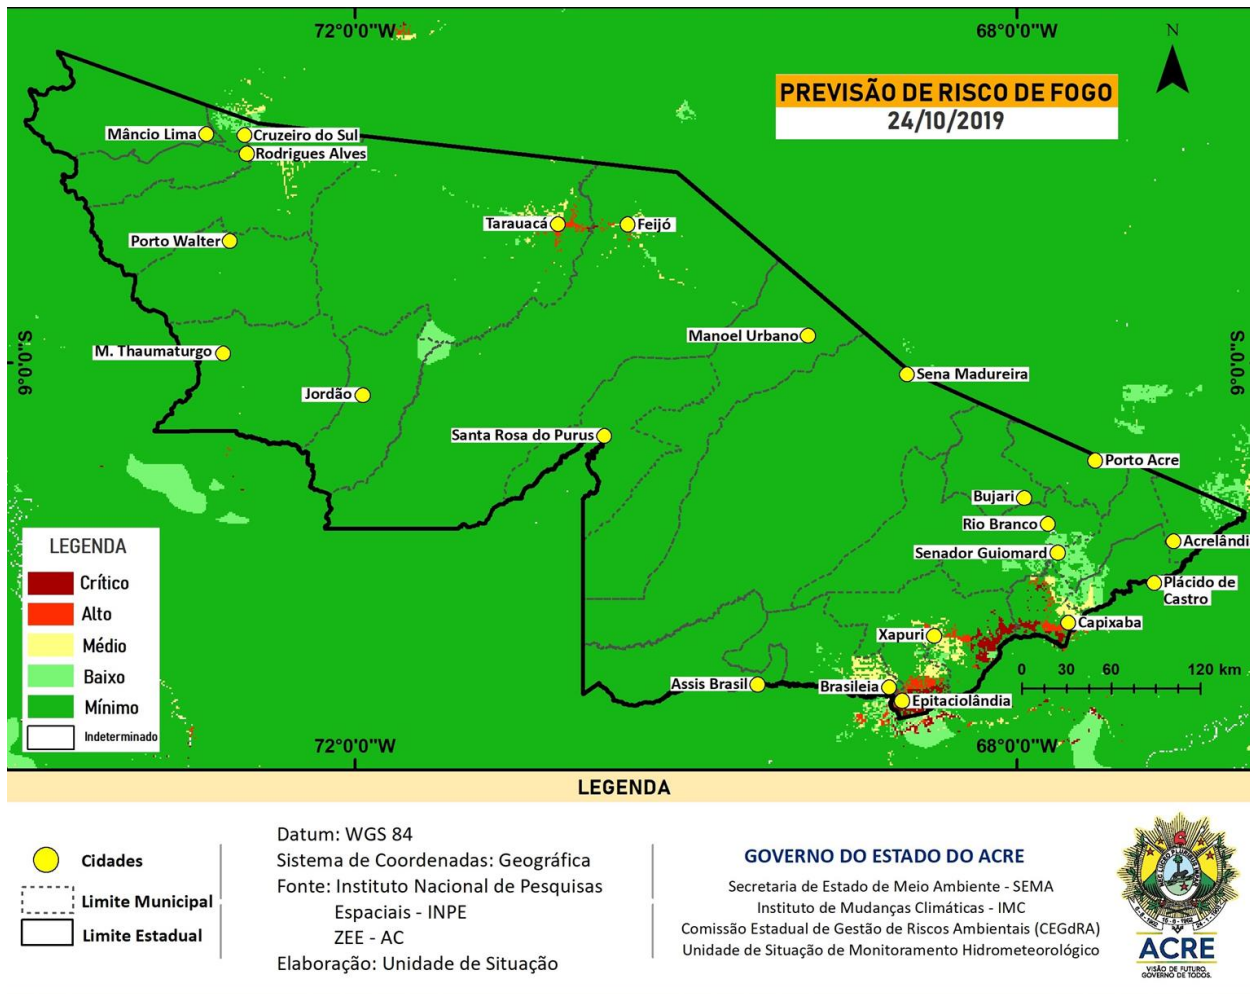 72°0'0"W
68°0'0"W
N
PREVISÃO DE RISCO DE FOGO
24/10/2019
Mâncio Lima
Cruzeiro do Sul
Rodrigues Alves
Tarauacá
Feijó
Porto Walter
Manoel Urbano
M. Thaumaturgo
9°0'0"S
9°0'0"S
Sena Madureira
Jordão
Santa Rosa do Purus
Porto Acre
Bujari
Rio Branco
Acrelândi
Senador Guiomard
Plácido de
Castro
Capixaba
Xapuri
Assis Brasil
Brasileia
Epitaciolândia
0 30 60 120 km
LEGENDA
Crítico
Alto
Médio
Baixo
Mínimo
Indeterminado
72°0'0"W
68°0'0"W
LEGENDA
Cidades
Limite Municipal
Limite Estadual
Datum: WGS 84
Sistema de Coordenadas: Geográfica
Fonte: Instituto Nacional de Pesquisas
Espaciais - INPE
ZEE - AC
Elaboração: Unidade de Situação
GOVERNO DO ESTADO DO ACRE
Secretaria de Estado de Meio Ambiente - SEMA
Instituto de Mudanças Climáticas - IMC
Comissão Estadual de Gestão de Riscos Ambientais (CEGdRA)
Unidade de Situação de Monitoramento Hidrometeorológico
ACRE
VISÃO DE FUTURO.
GOVERNO DE TODOS.